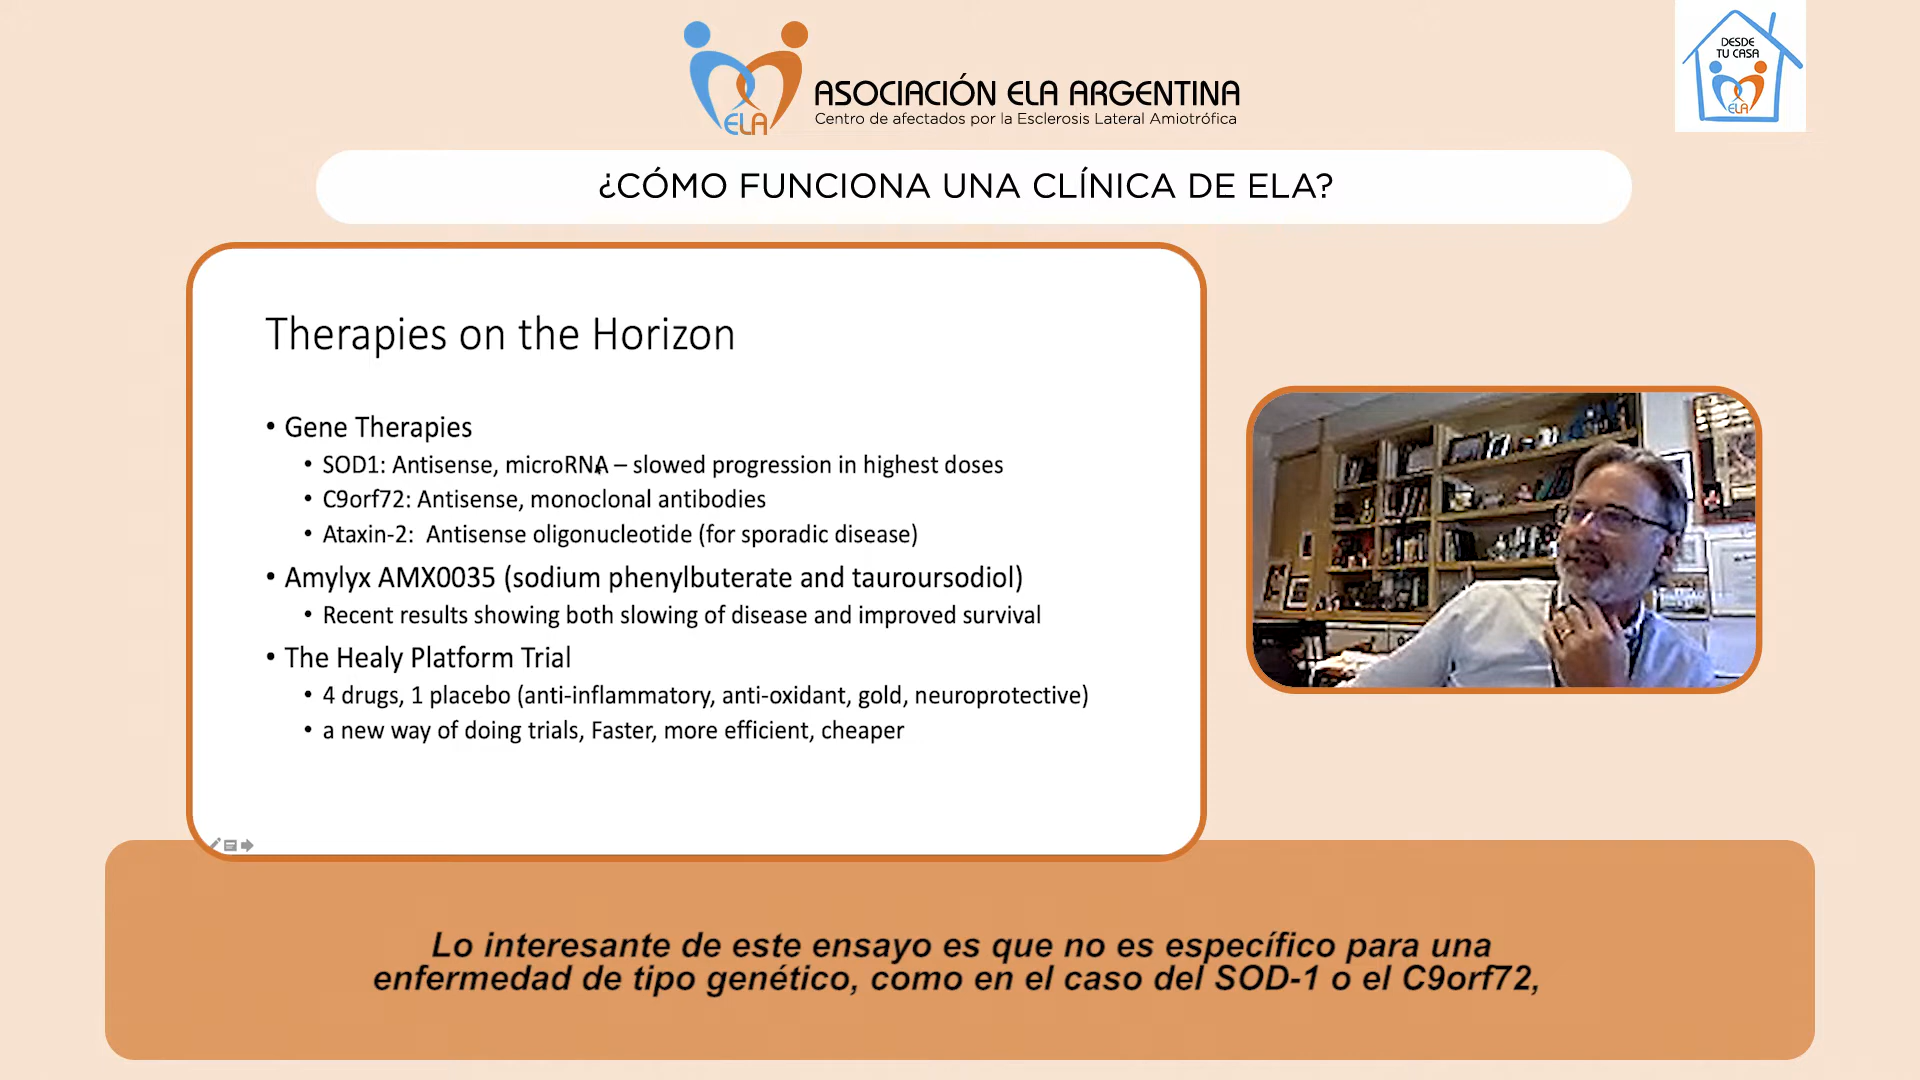 ASOCIACIÓN ELA ARGENTINA
Centro de afectados por la Esclerosis Lateral Amiotrófica
ELA
DESDE
TU CASA
ELA
¿CÓMO FUNCIONA UNA CLÍNICA DE ELA?
Therapies on the Horizon
• Gene Therapies
• SOD1: Antisense, microRNA – slowed progression in highest doses
• C9orf72: Antisense, monoclonal antibodies
• Ataxin-2: Antisense oligonucleotide (for sporadic disease)
• Amylyx AMX0035 (sodium phenylbuterate and tauroursodiol)
• Recent results showing both slowing of disease and improved survival
• The Healy Platform Trial
• 4 drugs, 1 placebo (anti-inflammatory, anti-oxidant, gold, neuroprotective)
• a new way of doing trials, Faster, more efficient, cheaper
Lo interesante de este ensayo es que no es específico para una
enfermedad de tipo genético, como en el caso del SOD-1 o el C9orf72,